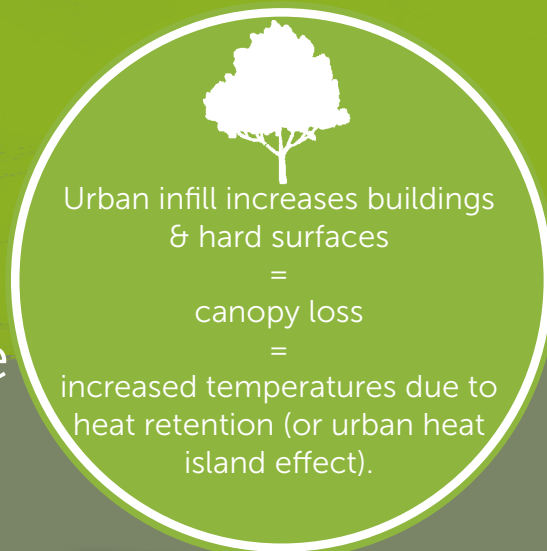 Urban infill increases buildings
& hard surfaces
=
canopy loss
=
increased temperatures due to
heat retention (or urban heat
island effect).